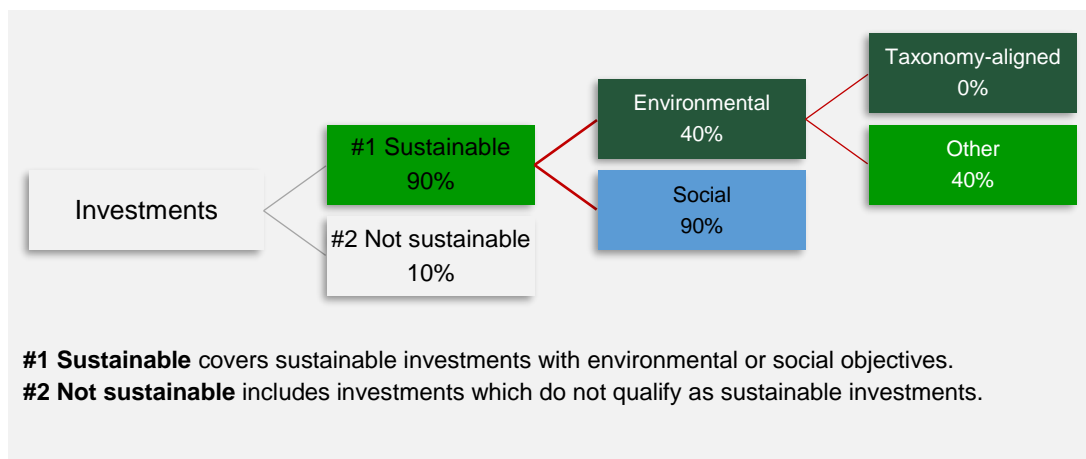 Taxonomy-aligned
0%
Environmental
40%
#1 Sustainable
90%
Other
40%
Investments
Social
90%
#2 Not sustainable
10%
#1 Sustainable covers sustainable investments with environmental or social objectives.
#2 Not sustainable includes investments which do not qualify as sustainable investments.